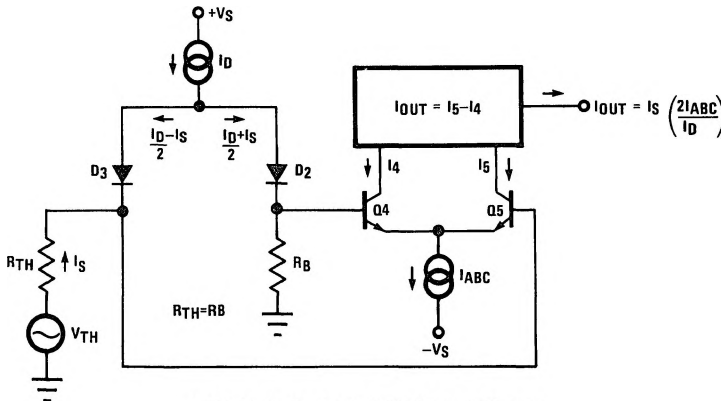 +VS
ID
ID/2 −IS
ID/2 +IS
IOUT = I5−I4
IOUT = IS (2IABC/ID)
I4
I5
D3
D2
Q4
Q5
RTH
IS
RB
IABC
RTH=RB
VTH
−VS